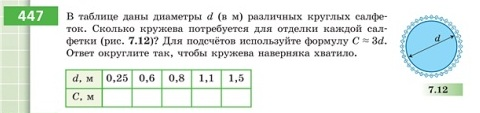 447
В таблице даны диаметры d (в м) различных круглых салфе-
ток. Сколько кружева потребуется для отделки каждой сал-
фетки (рис. 7.12)? Для подсчётов используйте формулу C ≈ 3d.
Ответ округлите так, чтобы кружева наверняка хватило.
d
d, м 0,25 0,6 0,8 1,1 1,5
C, м
7.12